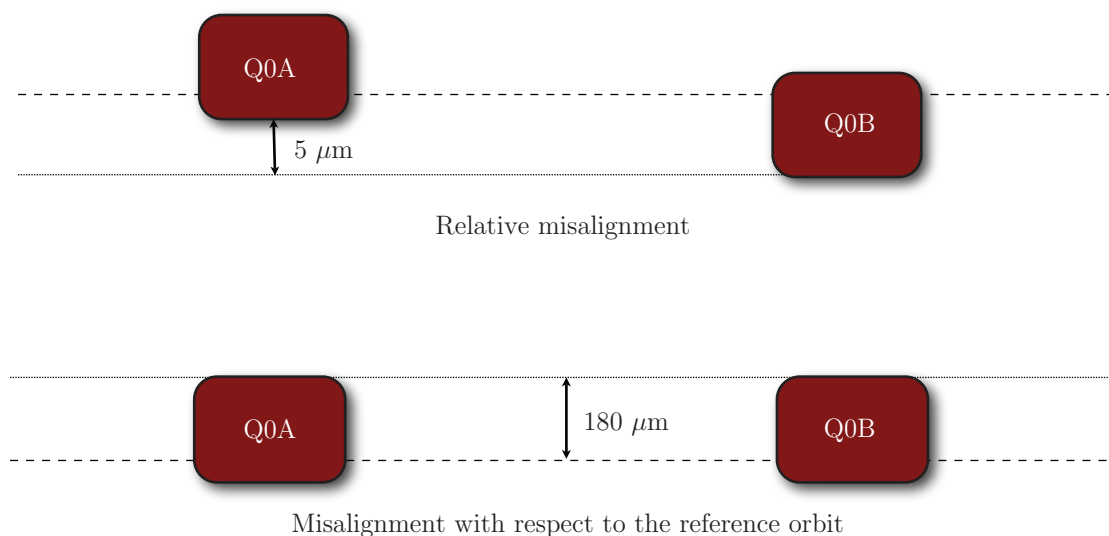 Q0A
Q0B
5 μm
Relative misalignment
Q0A
Q0B
180 μm
Misalignment with respect to the reference orbit